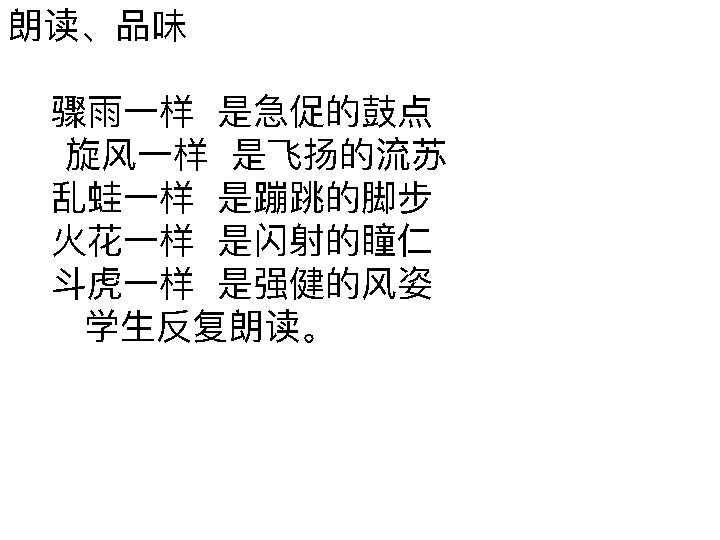 朗读、品味
骤雨一样 是急促的鼓点
旋风一样 是飞扬的流苏
乱蛙一样 是蹦跳的脚步
火花一样 是闪射的瞳仁
斗虎一样 是强健的风姿
学生反复朗读。